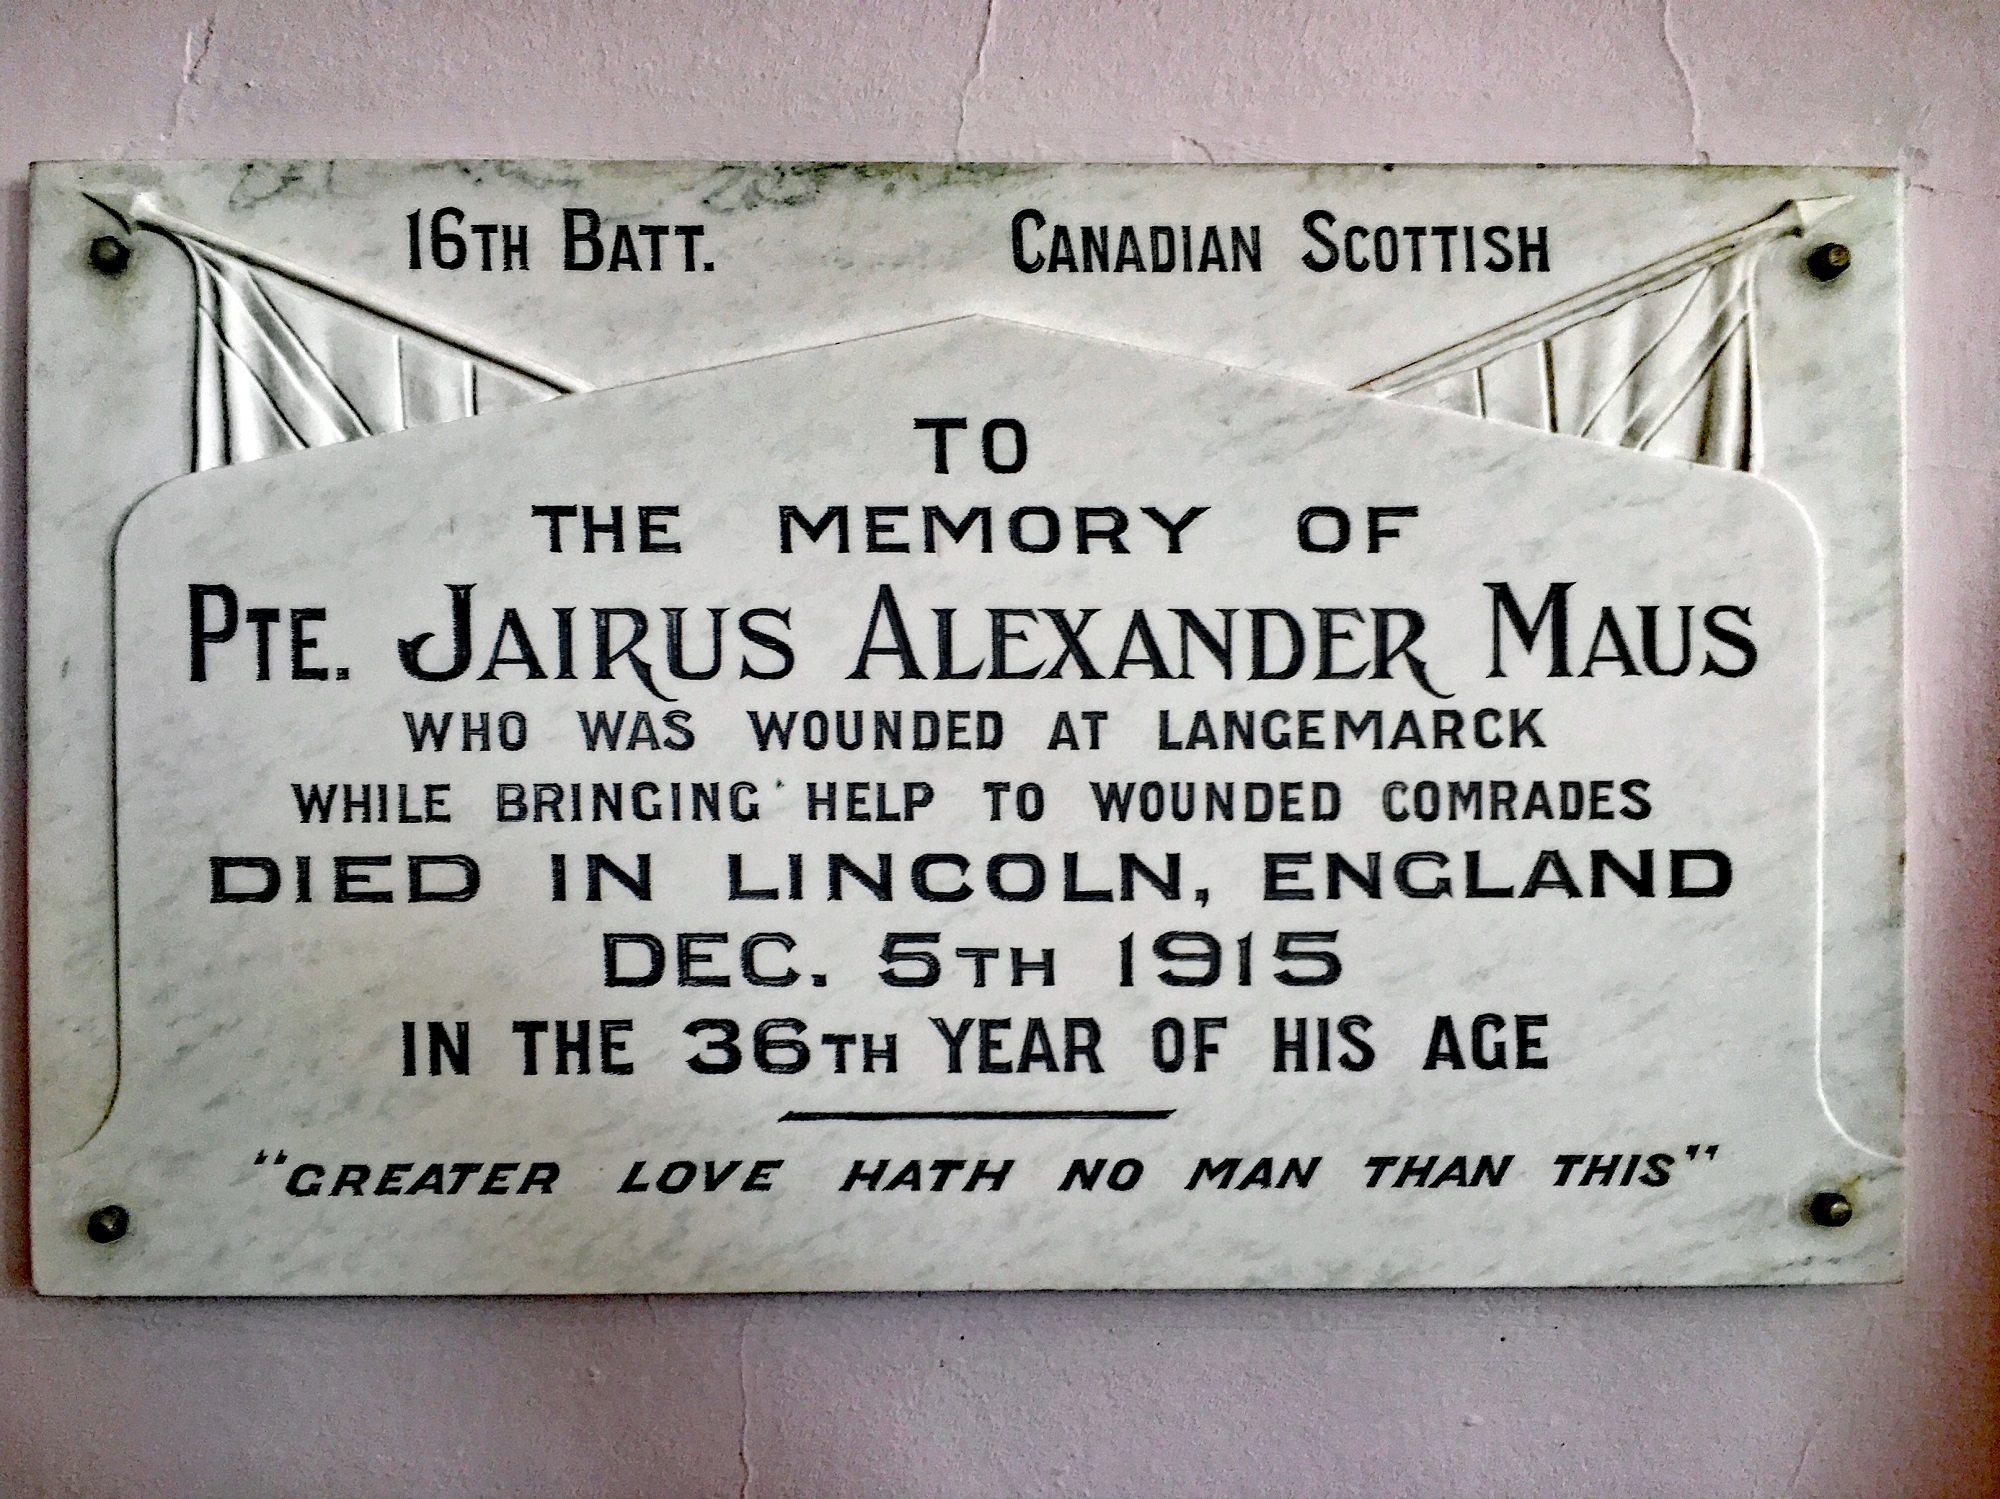 16TH BATT. CANADIAN SCOTTISH
TO
THE MEMORY OF
PTE. JAIRUS ALEXANDER MAUS
WHO WAS WOUNDED AT LANGEMARCK
WHILE BRINGING HELP TO WOUNDED COMRADES
DIED IN LINCOLN, ENGLAND
DEC. 5TH 1915
IN THE 36TH YEAR OF HIS AGE
"GREATER LOVE HATH NO MAN THAN THIS"